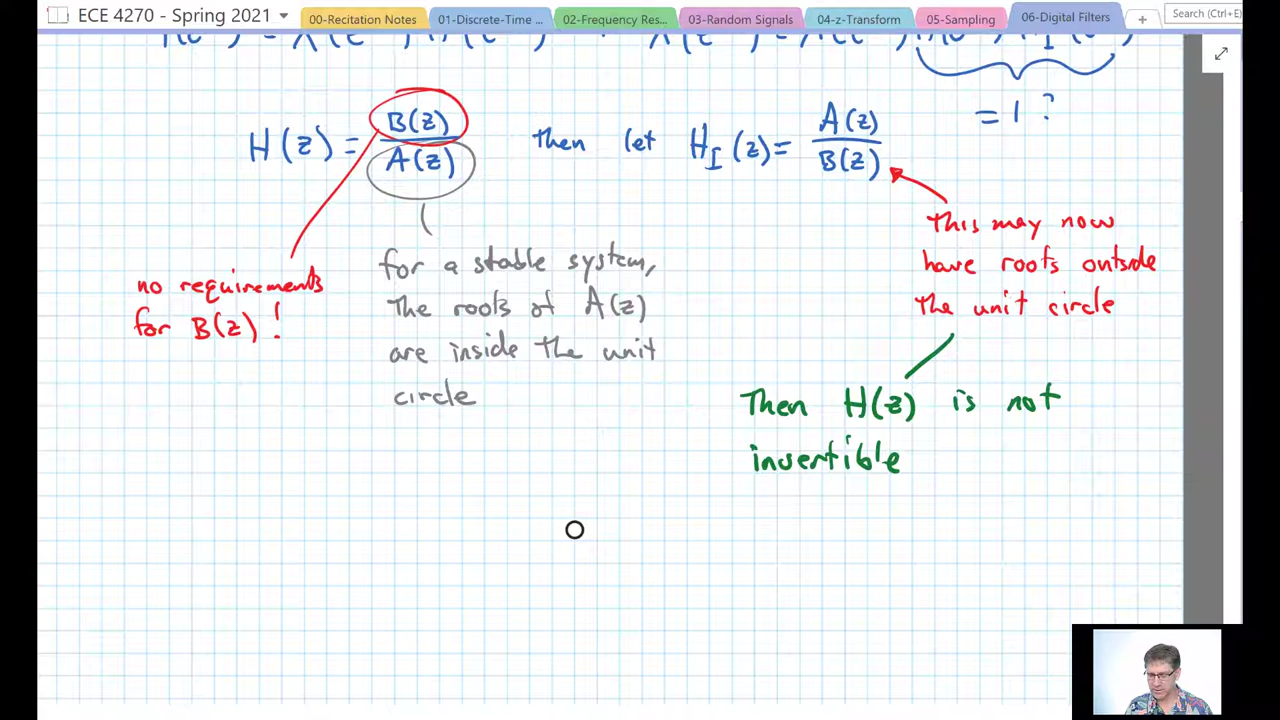 ECE 4270 - Spring 2021
00-Recitation Notes
01-Discrete-Time ...
02-Frequency Res...
03-Random Signals
04-z-Transform
05-Sampling
06-Digital Filters
Search (Ctrl+E)
= 1 ?
H(z) = B(z)/A(z) then let H_I(z) = A(z)/B(z)
no requirements
for B(z)!
for a stable system,
the roots of A(z)
are inside the unit
circle
This may now
have roots outside
the unit circle
Then H(z) is not
invertible